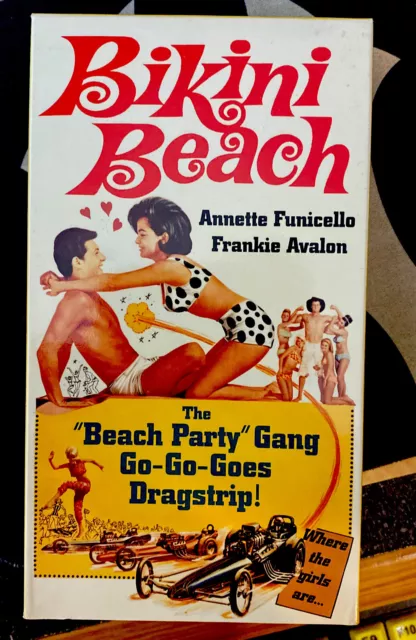 Bikini
Beach
Annette Funicello
Frankie Avalon
The
"Beach Party" Gang
Go-Go-Goes
Dragstrip!
Where
the
girls
are...